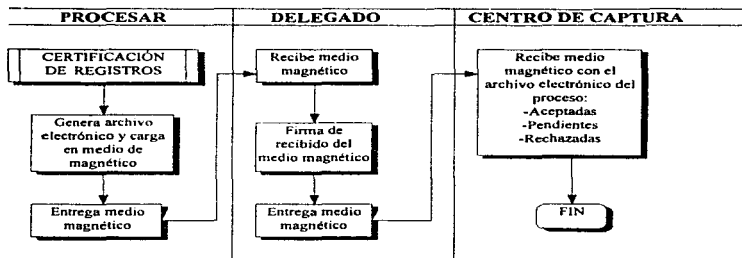 PROCESAR
DELEGADO
CENTRO DE CAPTURA
CERTIFICACIÓN
DE REGISTROS
Genera archivo
electrónico y carga
en medio de
magnético
Entrega medio
magnético
Recibe medio
magnético
Firma de
recibido del
medio magnético
Entrega medio
magnético
Recibe medio
magnético con el
archivo electrónico del
proceso:
-Aceptadas
-Pendientes
-Rechazadas
FIN